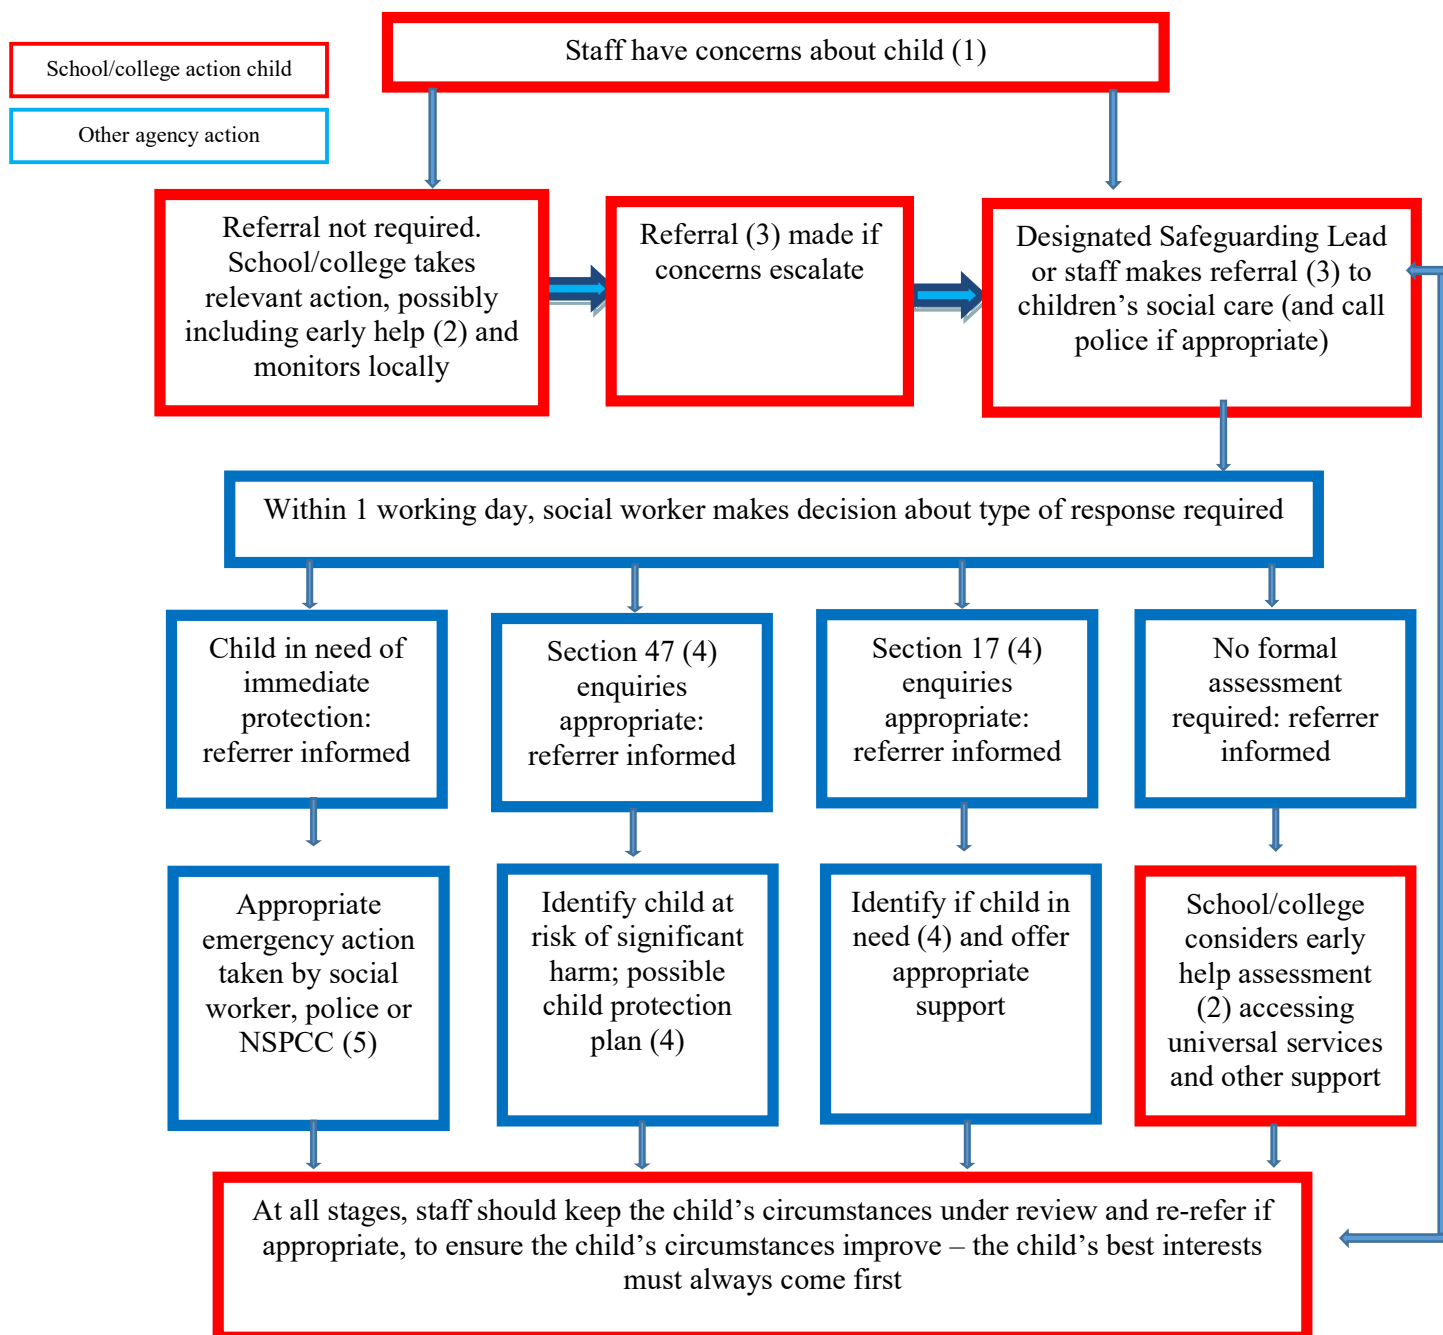 Staff have concerns about child (1)
School/college action child
Other agency action
Referral not required.
School/college takes
relevant action, possibly
including early help (2) and
monitors locally
Referral (3) made if
concerns escalate
Designated Safeguarding Lead
or staff makes referral (3) to
children’s social care (and call
police if appropriate)
Within 1 working day, social worker makes decision about type of response required
Child in need of
immediate
protection:
referrer informed
Section 47 (4)
enquiries
appropriate:
referrer informed
Section 17 (4)
enquiries
appropriate:
referrer informed
No formal
assessment
required: referrer
informed
Appropriate
emergency action
taken by social
worker, police or
NSPCC (5)
Identify child at
risk of significant
harm; possible
child protection
plan (4)
Identify if child in
need (4) and offer
appropriate
support
School/college
considers early
help assessment
(2) accessing
universal services
and other support
At all stages, staff should keep the child’s circumstances under review and re-refer if
appropriate, to ensure the child’s circumstances improve – the child’s best interests
must always come first